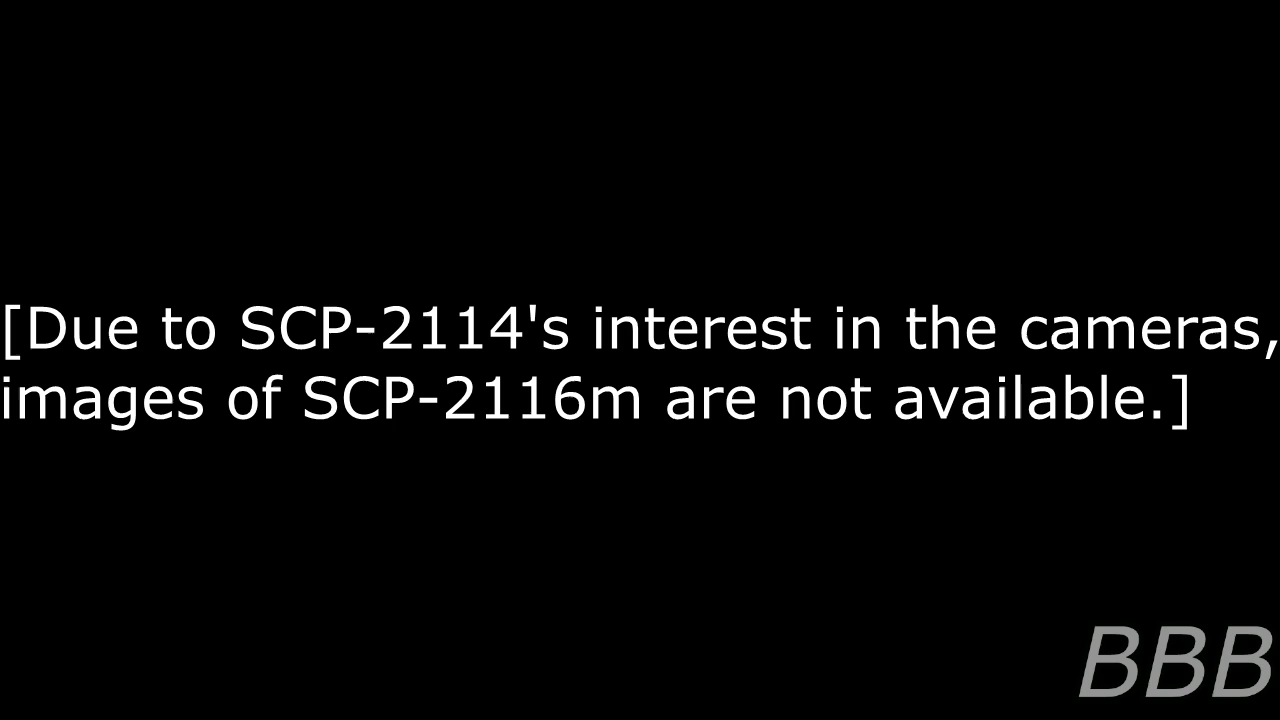 [Due to SCP-2114's interest in the cameras,
images of SCP-2116m are not available.]
BBB